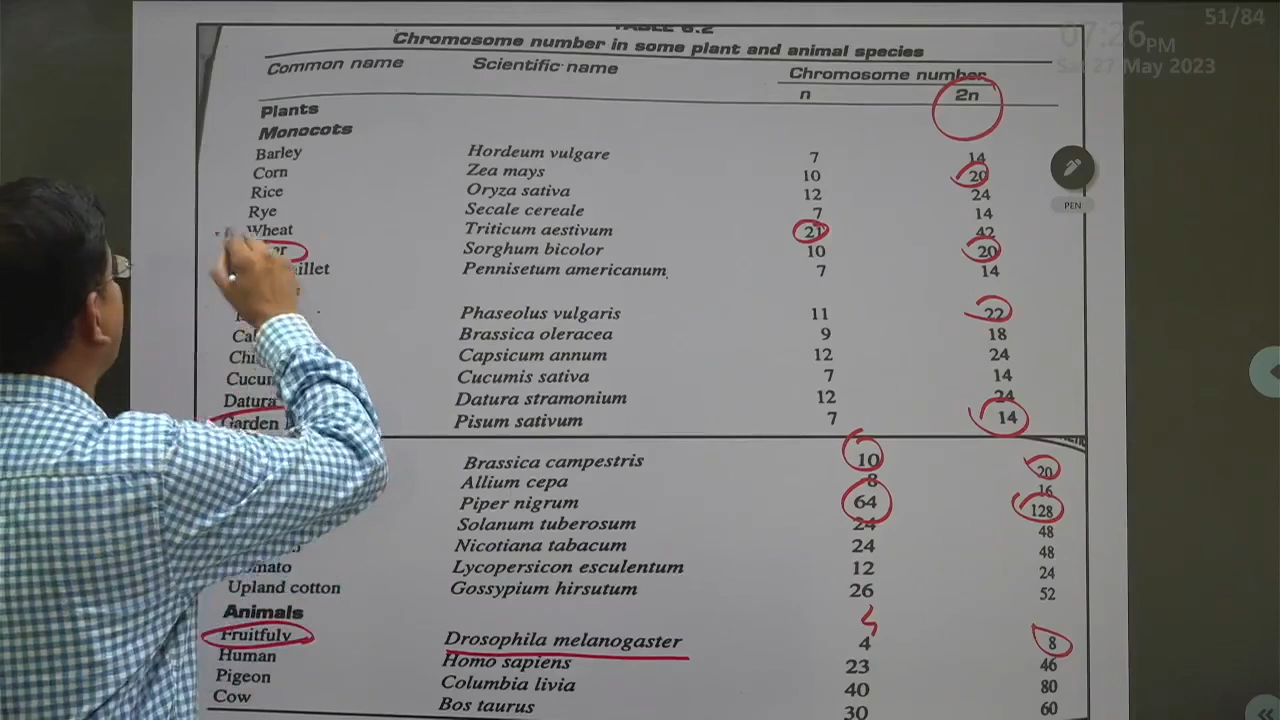 51/84
TABLE 6.2
07:26 PM
Chromosome number in some plant and animal species
Sat 27 May 2023
Common name Scientific name Chromosome number
n 2n
Plants
Monocots
Barley Hordeum vulgare 7 14
Corn Zea mays 10 20
Rice Oryza sativa 12 24
Rye Secale cereale 7 14
Wheat Triticum aestivum 21 42
Sorghum bicolor 10 20
Pennisetum americanum 7 14
PEN
Phaseolus vulgaris 11 22
Brassica oleracea 9 18
Capsicum annum 12 24
Cucumis sativa 7 14
Datura Datura stramonium 12 24
Garden Pisum sativum 7 14
Brassica campestris 10 20
Allium cepa 8 16
Piper nigrum 64 128
Solanum tuberosum 24 48
Nicotiana tabacum 24 48
Lycopersicon esculentum 12 24
Upland cotton Gossypium hirsutum 26 52
Animals
Fruitfuly Drosophila melanogaster 4 8
Human Homo sapiens 23 46
Pigeon Columbia livia 40 80
Cow Bos taurus 30 60